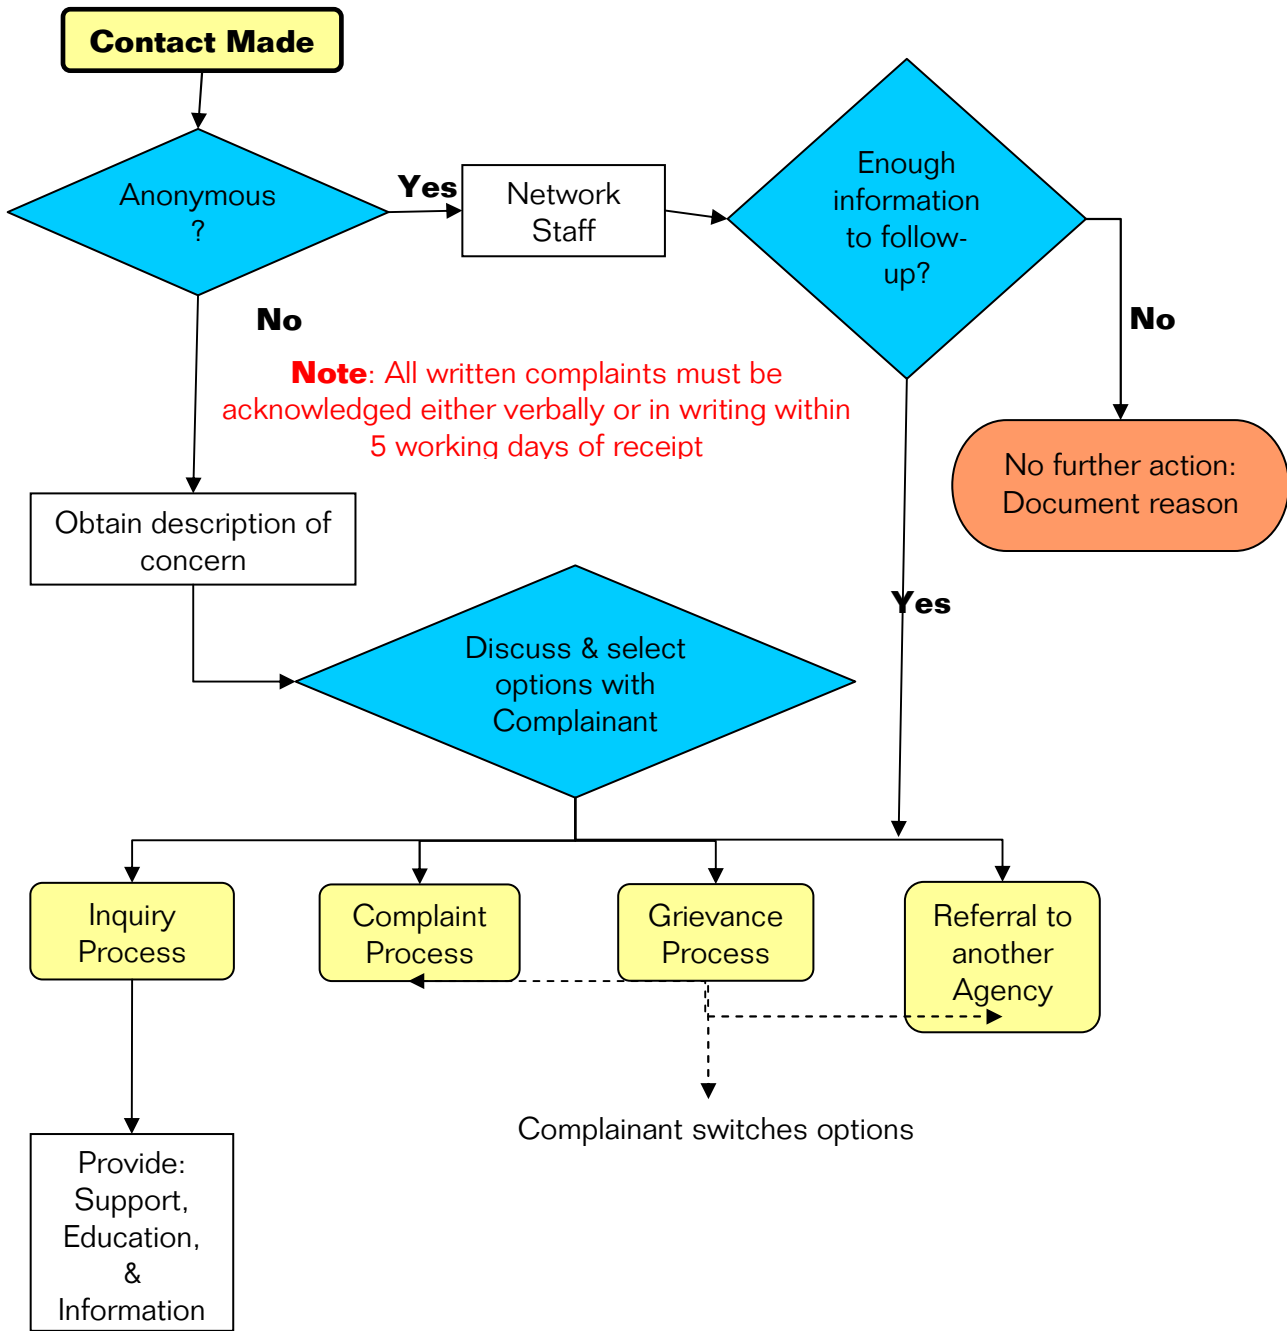 Contact Made
Anonymous
?
Yes
Network
Staff
Enough
information
to follow-
up?
No
No
Note: All written complaints must be
acknowledged either verbally or in writing within
5 working days of receipt
No further action:
Document reason
Obtain description of
concern
Yes
Discuss & select
options with
Complainant
Inquiry
Process
Complaint
Process
Grievance
Process
Referral to
another
Agency
Complainant switches options
Provide:
Support,
Education,
&
Information